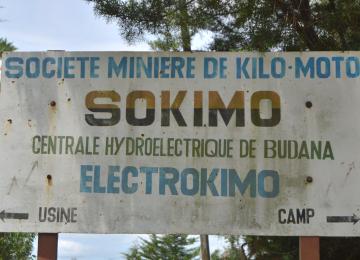 SOCIETE MINIERE DE KILO-MOTO
SOKIMO
CENTRALE HYDROELECTRIQUE DE BUDANA
ELECTROKIMO
USINE CAMP